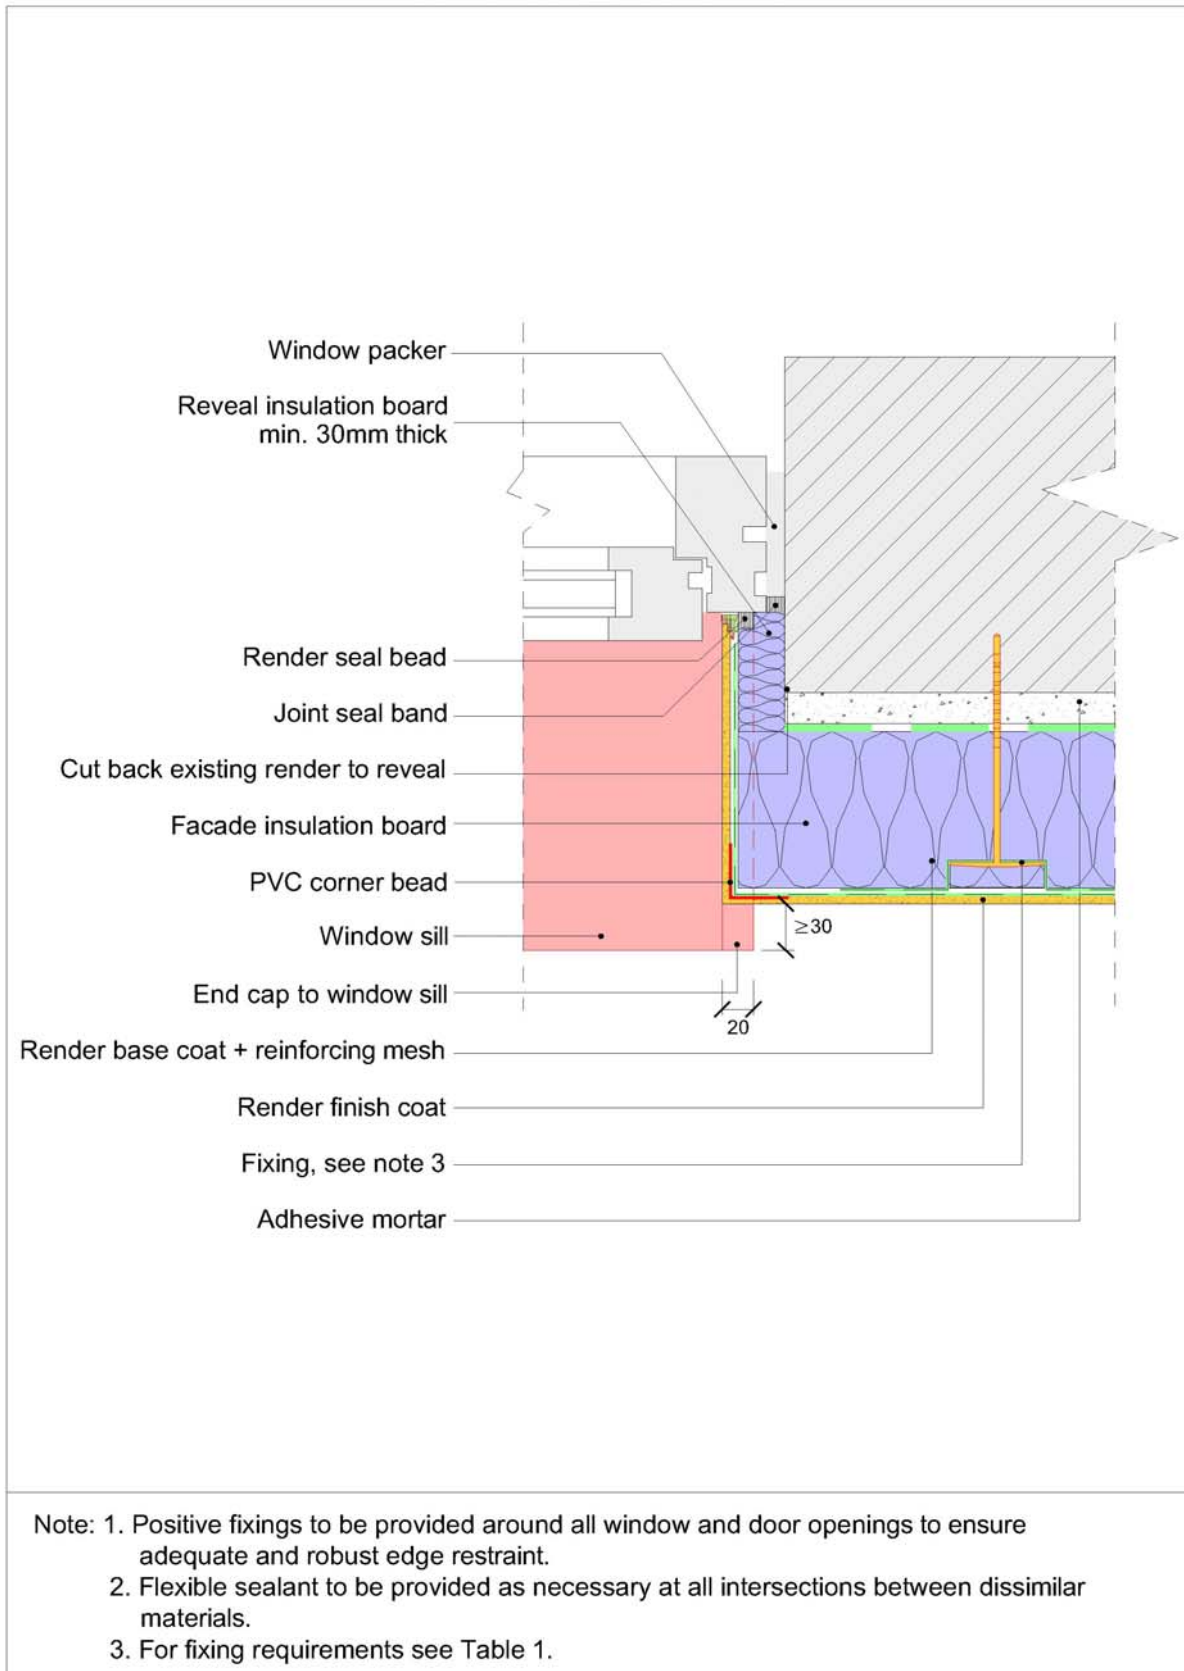 Window packer
Reveal insulation board
min. 30mm thick
Render seal bead
Joint seal band
Cut back existing render to reveal
Facade insulation board
PVC corner bead
Window sill
≥30
End cap to window sill
20
Render base coat + reinforcing mesh
Render finish coat
Fixing, see note 3
Adhesive mortar
Note: 1. Positive fixings to be provided around all window and door openings to ensure
adequate and robust edge restraint.
2. Flexible sealant to be provided as necessary at all intersections between dissimilar
materials.
3. For fixing requirements see Table 1.